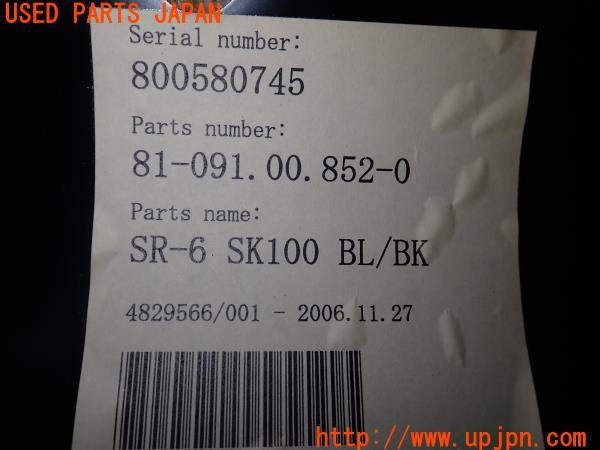 USED PARTS JAPAN
Serial number:
800580745
Parts number:
81-091.00.852-0
Parts name:
SR-6 SK100 BL/BK
4829566/001 - 2006.11.27
http://www.upjpn.com/